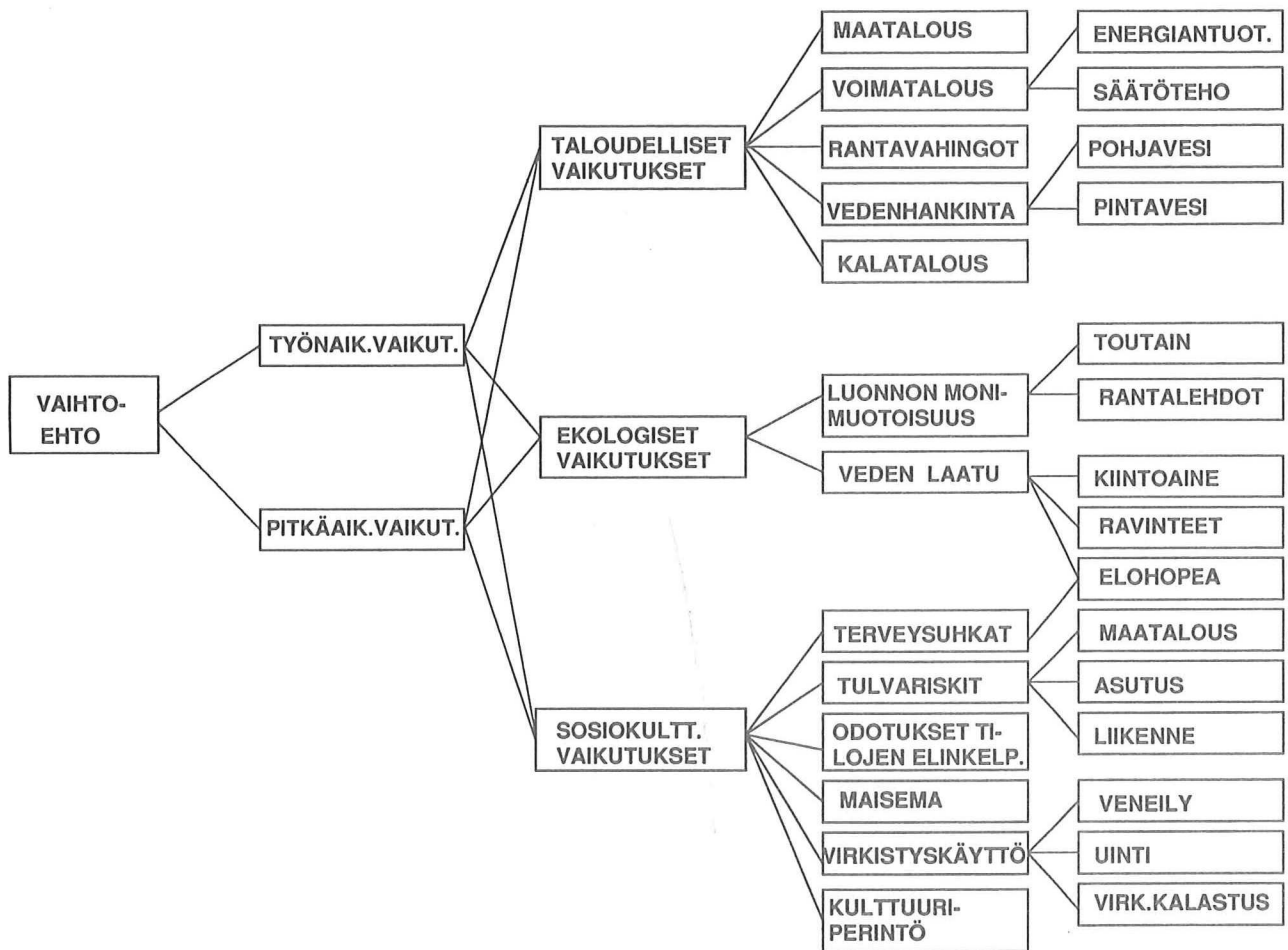 VAIHTO-
EHTO
TYÖNAIK.VAIKUT.
PITKÄAIK.VAIKUT.
TALOUDELLISET
VAIKUTUKSET
EKOLOGISET
VAIKUTUKSET
SOSIOKULTT.
VAIKUTUKSET
MAATALOUS
VOIMATALOUS
RANTAVAHINGOT
VEDENHANKINTA
KALATALOUS
LUONNON MONI-
MUOTOISUUS
VEDEN LAATU
TERVEYSUHKAT
TULVARISKIT
ODOTUKSET TI-
LOJEN ELINKELP.
MAISEMA
VIRKISTYSKÄYTTÖ
KULTTUURI-
PERINTÖ
ENERGIANTUOT.
SÄÄTÖTEHO
POHJAVESI
PINTAVESI
TOUTAIN
RANTALEHDOT
KIINTOAINE
RAVINTEET
ELOHOPEA
MAATALOUS
ASUTUS
LIIKENNE
VENEILY
UINTI
VIRK.KALASTUS